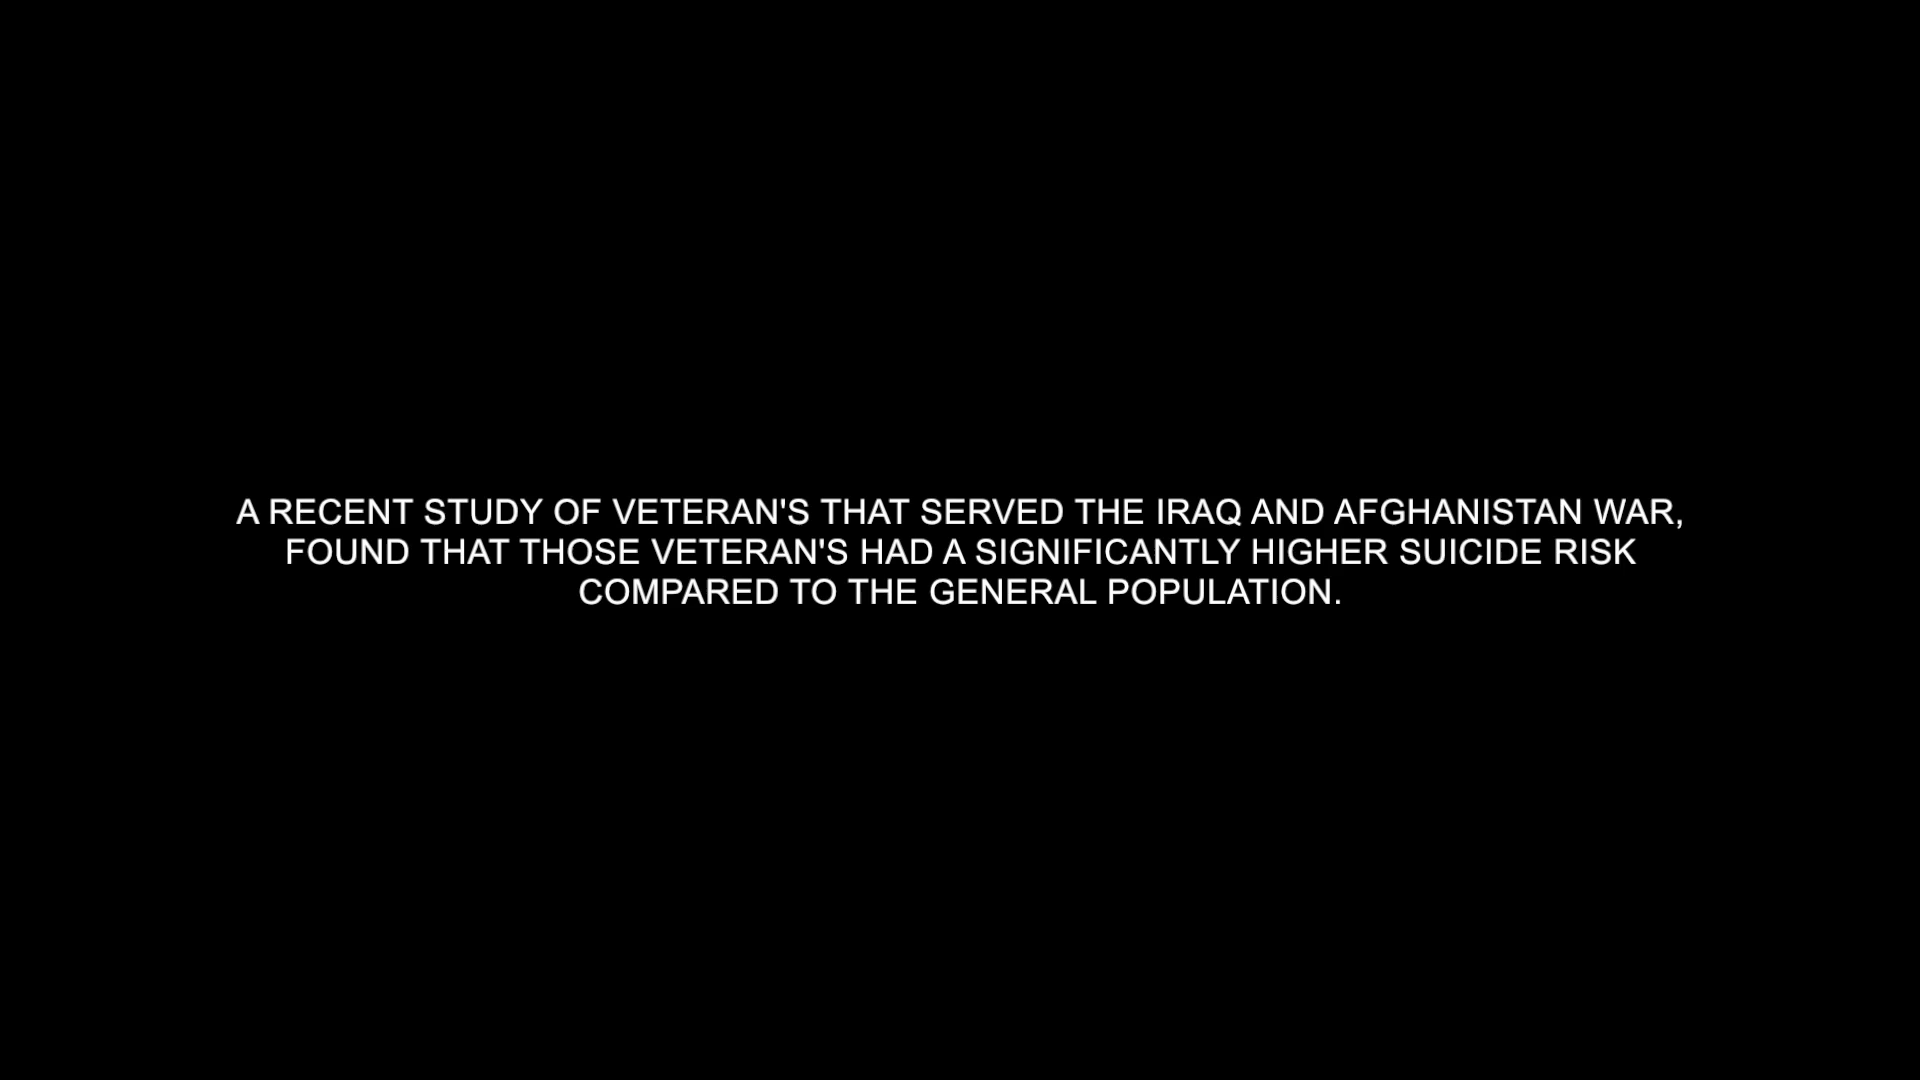 A RECENT STUDY OF VETERAN'S THAT SERVED THE IRAQ AND AFGHANISTAN WAR,
FOUND THAT THOSE VETERAN'S HAD A SIGNIFICANTLY HIGHER SUICIDE RISK
COMPARED TO THE GENERAL POPULATION.